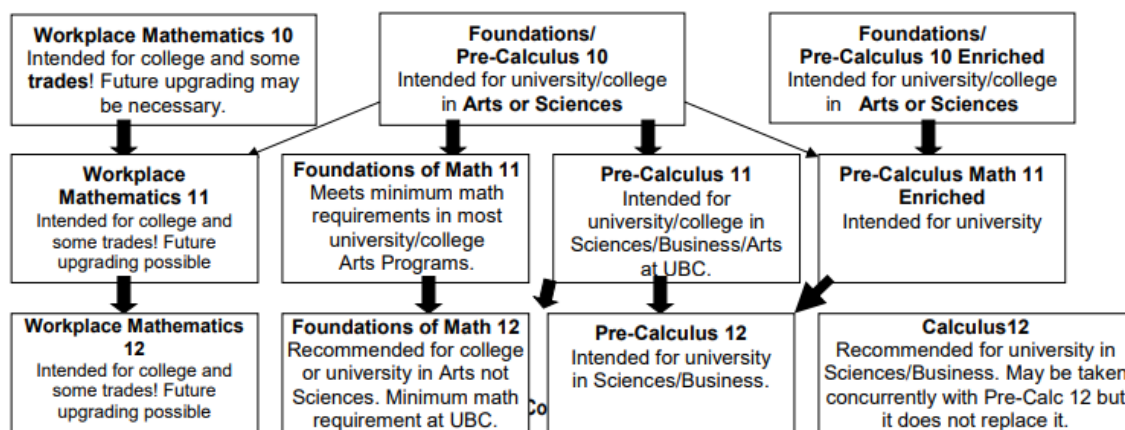 Workplace Mathematics 10
Intended for college and some
trades! Future upgrading may
be necessary.
Foundations/
Pre-Calculus 10
Intended for university/college
in Arts or Sciences
Foundations/
Pre-Calculus 10 Enriched
Intended for university/college
in Arts or Sciences
Workplace
Mathematics 11
Intended for college and
some trades! Future
upgrading possible
Foundations of Math 11
Meets minimum math
requirements in most
university/college
Arts Programs.
Pre-Calculus 11
Intended for
university/college in
Sciences/Business/Arts
at UBC.
Pre-Calculus Math 11
Enriched
Intended for university
Workplace Mathematics
12
Intended for college and
some trades! Future
upgrading possible
Foundations of Math 12
Recommended for college
or university in Arts not
Sciences. Minimum math
requirement at UBC.
Co
Pre-Calculus 12
Intended for university
in Sciences/Business.
Calculus12
Recommended for university in
Sciences/Business. May be taken
concurrently with Pre-Calc 12 but
it does not replace it.